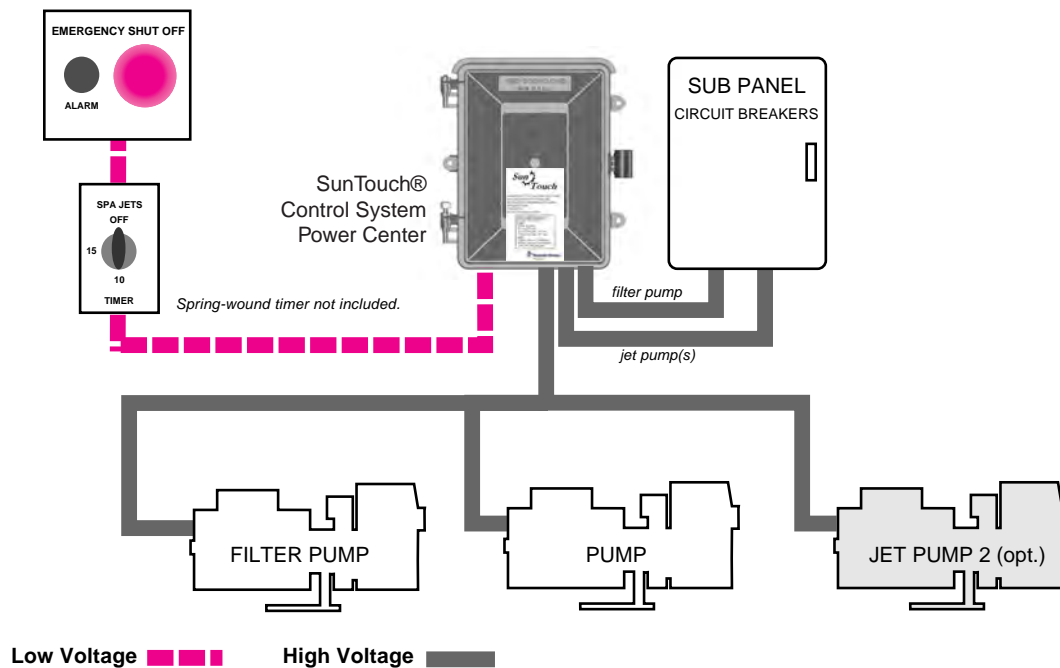 EMERGENCY SHUT OFF
ALARM
SPA JETS
OFF
15
10
TIMER
Spring-wound timer not included.
SunTouch®
Control System
Power Center
Sun
Touch
SUB PANEL
CIRCUIT BREAKERS
filter pump
jet pump(s)
FILTER PUMP
PUMP
JET PUMP 2 (opt.)
Low Voltage
High Voltage